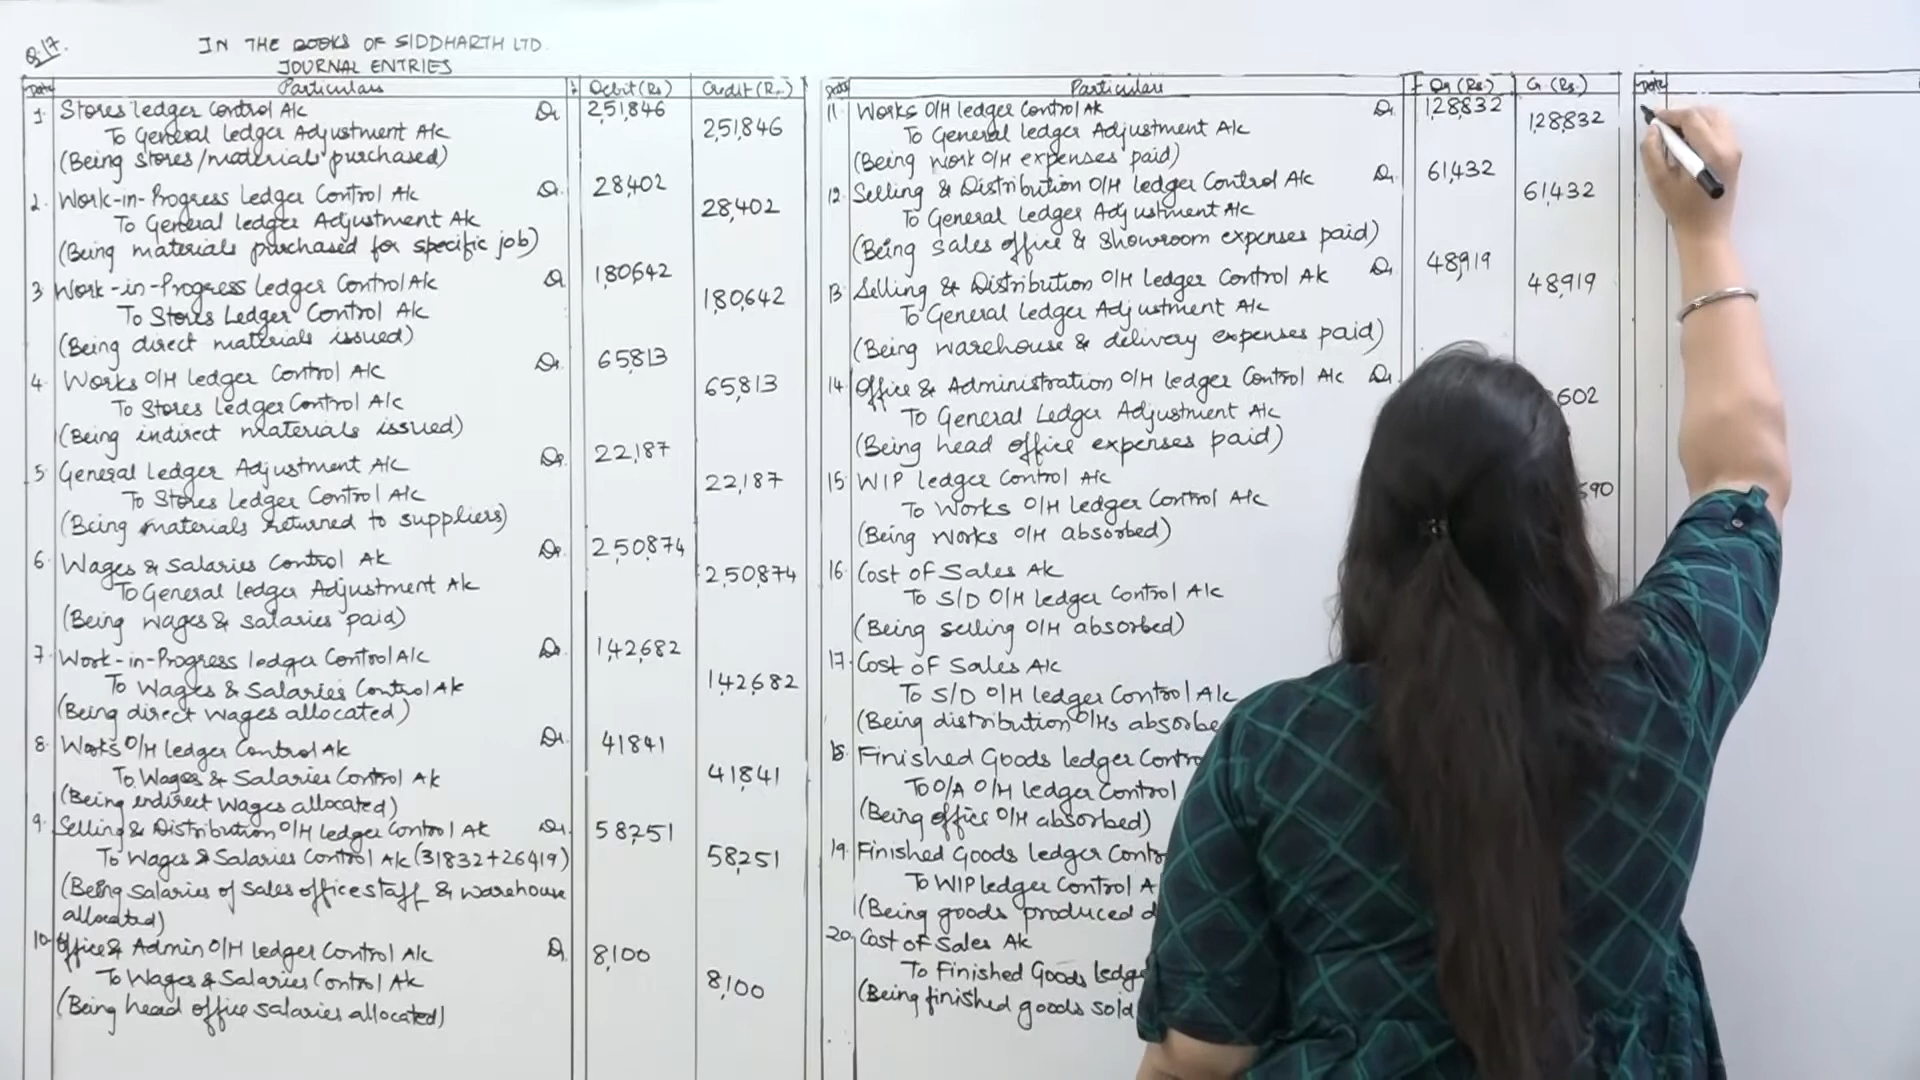 Q.17.
IN THE BOOKS OF SIDDHARTH LTD.
JOURNAL ENTRIES
Date Particulars Debit (Rs) Credit (Rs.)
1. Stores ledger Control A/c Dr. 2,51,846
To General ledger Adjustment A/c 2,51,846
(Being stores/materials purchased)
2. Work-in-Progress Ledger Control A/c Dr. 28,402
To General ledger Adjustment A/c 28,402
(Being materials purchased for specific job)
3 Work-in-Progress Ledger Control A/c Dr 1,80,642
To Stores Ledger Control A/c 1,80,642
(Being direct materials issued)
4. Works O/H ledger Control A/c Dr. 65,813
To Stores Ledger Control A/c 65,813
(Being indirect materials issued)
5. General Ledger Adjustment A/c Dr. 22,187
To Stores Ledger Control A/c 22,187
(Being materials returned to suppliers)
6. Wages & Salaries Control A/c Dr. 2,50,874
To General Ledger Adjustment A/c 2,50,874
(Being wages & salaries paid)
7. Work-in-Progress ledger Control A/c Dr. 1,42,682
To Wages & Salaries Control A/c 1,42,682
(Being direct wages allocated)
8. Works O/H ledger Control A/c Dr. 41841
To Wages & Salaries Control A/c 41841
(Being indirect wages allocated)
9. Selling & Distribution O/H ledger Control A/c Dr. 58,251
To Wages & Salaries Control A/c (31832+26419) 58,251
(Being salaries of sales office staff & warehouse
allocated)
10. Office & Admin O/H ledger Control A/c Dr. 8,100
To Wages & Salaries Control A/c 8,100
(Being head office salaries allocated)
Date Particulars F Dr (Rs.) Cr (Rs.)
11. Works O/H ledger Control A/c Dr. 1,28,832
To General ledger Adjustment A/c 1,28,832
(Being work O/H expenses paid)
12. Selling & Distribution O/H ledger Control A/c Dr. 61,432
To General Ledger Adjustment A/c 61,432
(Being sales office & showroom expenses paid)
13. Selling & Distribution O/H Ledger Control A/c Dr. 48,919
To General Ledger Adjustment A/c 48,919
(Being warehouse & delivery expenses paid)
14. Office & Administration O/H ledger Control A/c Dr.
To General Ledger Adjustment A/c 602
(Being head office expenses paid)
15. WIP ledger Control A/c
To Works O/H ledger Control A/c 590
(Being Works O/H absorbed)
16. Cost of Sales A/c
To S/D O/H ledger Control A/c
(Being selling O/H absorbed)
17. Cost of Sales A/c
To S/D O/H ledger Control A/c
(Being distribution O/Hs absorbe
18. Finished Goods ledger Contro
To O/A O/H ledger Control
(Being office O/H absorbed)
19. Finished Goods ledger Contr
To WIP ledger Control A
(Being goods produced d
20. Cost of Sales A/c
To Finished Goods Ledge
(Being finished goods sold
Date